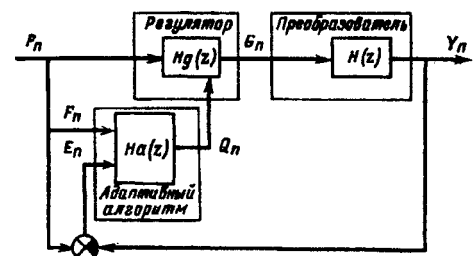 Регулятор
Преобразователь
Pₙ
Hg(z)
Gₙ
H(z)
Yₙ
Fₙ
Eₙ
Ha(z)
Qₙ
Адаптивный
алгоритм